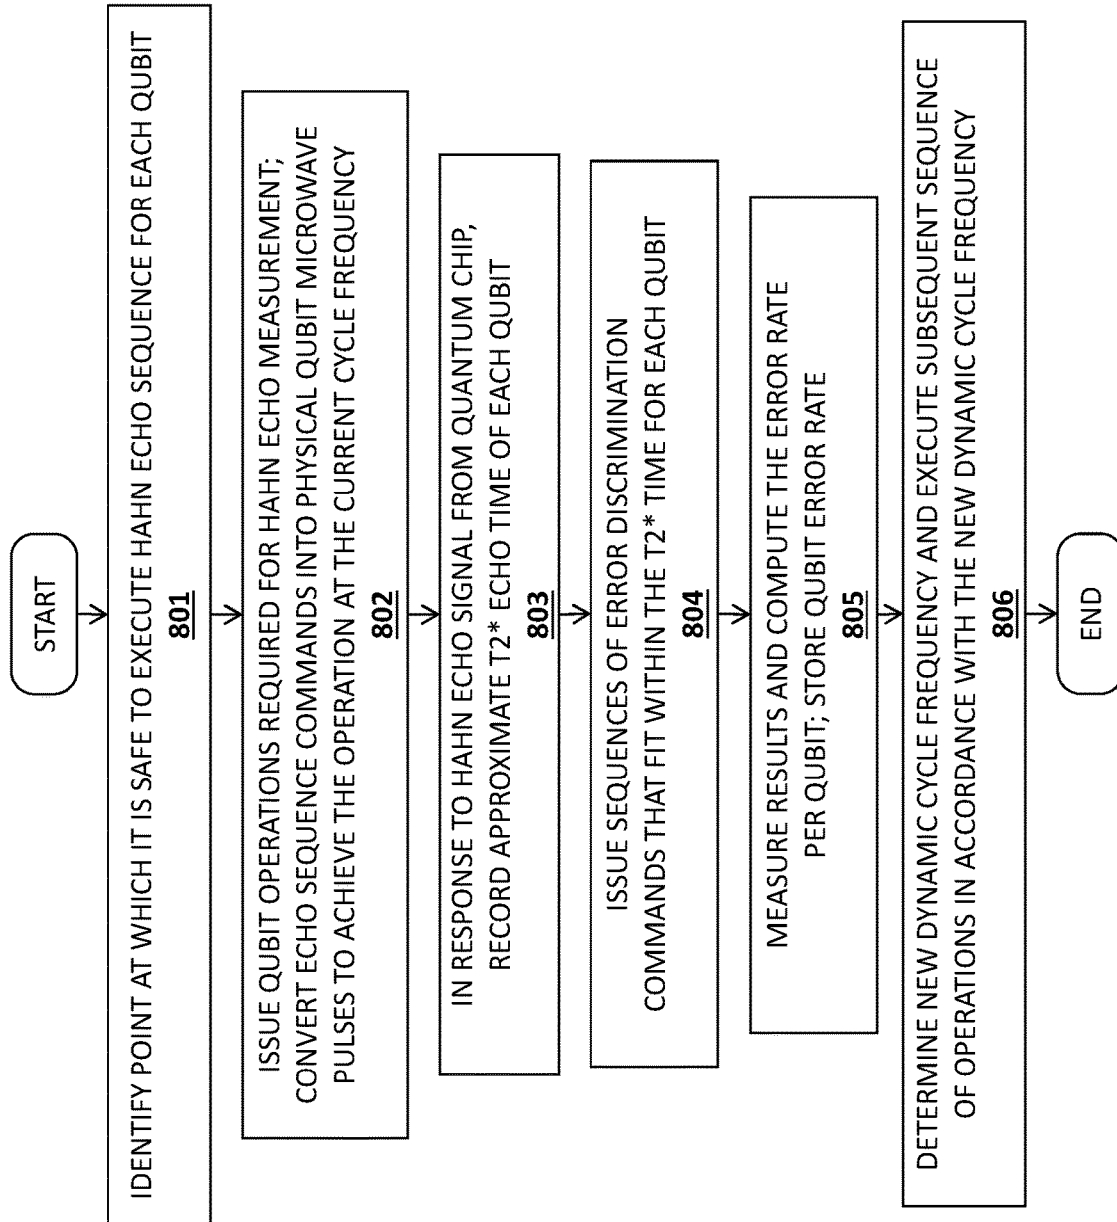 START
IDENTIFY POINT AT WHICH IT IS SAFE TO EXECUTE HAHN ECHO SEQUENCE FOR EACH QUBIT
801
ISSUE QUBIT OPERATIONS REQUIRED FOR HAHN ECHO MEASUREMENT;
CONVERT ECHO SEQUENCE COMMANDS INTO PHYSICAL QUBIT MICROWAVE
PULSES TO ACHIEVE THE OPERATION AT THE CURRENT CYCLE FREQUENCY
802
IN RESPONSE TO HAHN ECHO SIGNAL FROM QUANTUM CHIP,
RECORD APPROXIMATE T2* ECHO TIME OF EACH QUBIT
803
ISSUE SEQUENCES OF ERROR DISCRIMINATION
COMMANDS THAT FIT WITHIN THE T2* TIME FOR EACH QUBIT
804
MEASURE RESULTS AND COMPUTE THE ERROR RATE
PER QUBIT; STORE QUBIT ERROR RATE
805
DETERMINE NEW DYNAMIC CYCLE FREQUENCY AND EXECUTE SUBSEQUENT SEQUENCE
OF OPERATIONS IN ACCORDANCE WITH THE NEW DYNAMIC CYCLE FREQUENCY
806
END